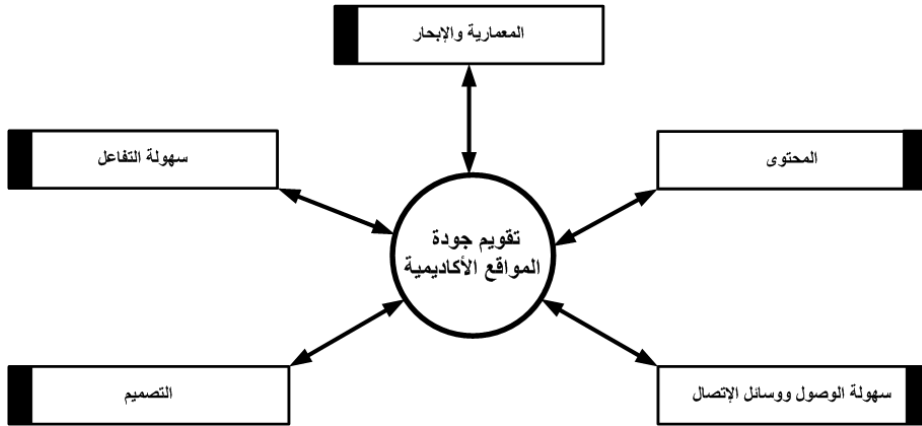 المعمارية والإبحار
المحتوى
سهولة التفاعل
تقويم جودة
المواقع الأكاديمية
سهولة الوصول ووسائل الإتصال
التصميم